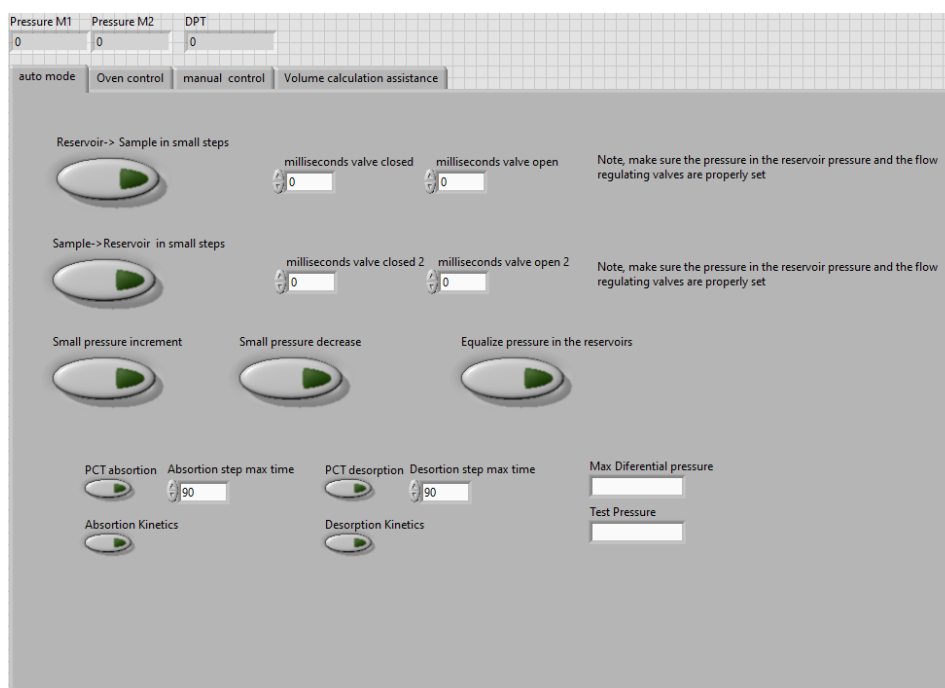 Pressure M1 Pressure M2 DPT
0 0 0
auto mode Oven control manual control Volume calculation assistance
Reservoir-> Sample in small steps
milliseconds valve closed milliseconds valve open
0 0
Note, make sure the pressure in the reservoir pressure and the flow
regulating valves are properly set
Sample->Reservoir in small steps
milliseconds valve closed 2 milliseconds valve open 2
0 0
Note, make sure the pressure in the reservoir pressure and the flow
regulating valves are properly set
Small pressure increment Small pressure decrease Equalize pressure in the reservoirs
PCT absortion Absortion step max time PCT desorption Desortion step max time Max Diferential pressure
90 90
Test Pressure
Absortion Kinetics Desorption Kinetics